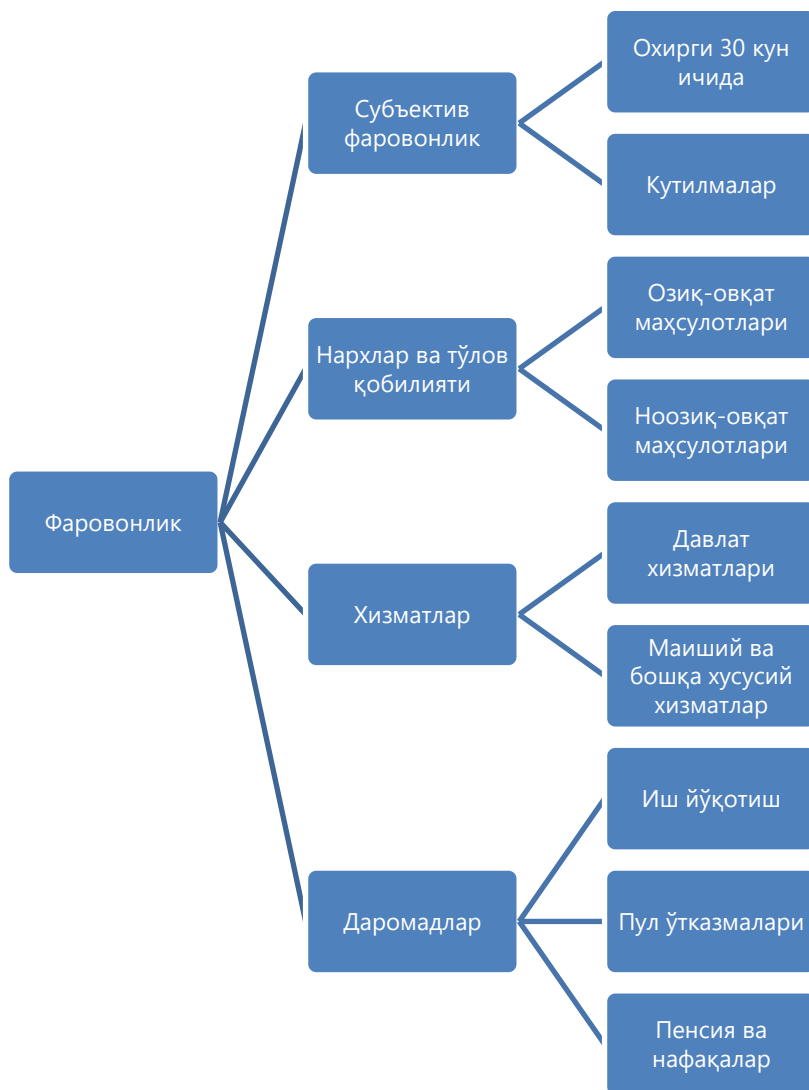 Фаровонлик
Субъектив
фаровонлик
Охирги 30 кун
ичида
Кутилмалар
Нархлар ва тўлов
қобилияти
Озиқ-овқат
маҳсулотлари
Ноозиқ-овқат
маҳсулотлари
Хизматлар
Давлат
хизматлари
Маиший ва
бошқа хусусий
хизматлар
Даромадлар
Иш йўқотиш
Пул ўтказмалари
Пенсия ва
нафақалар